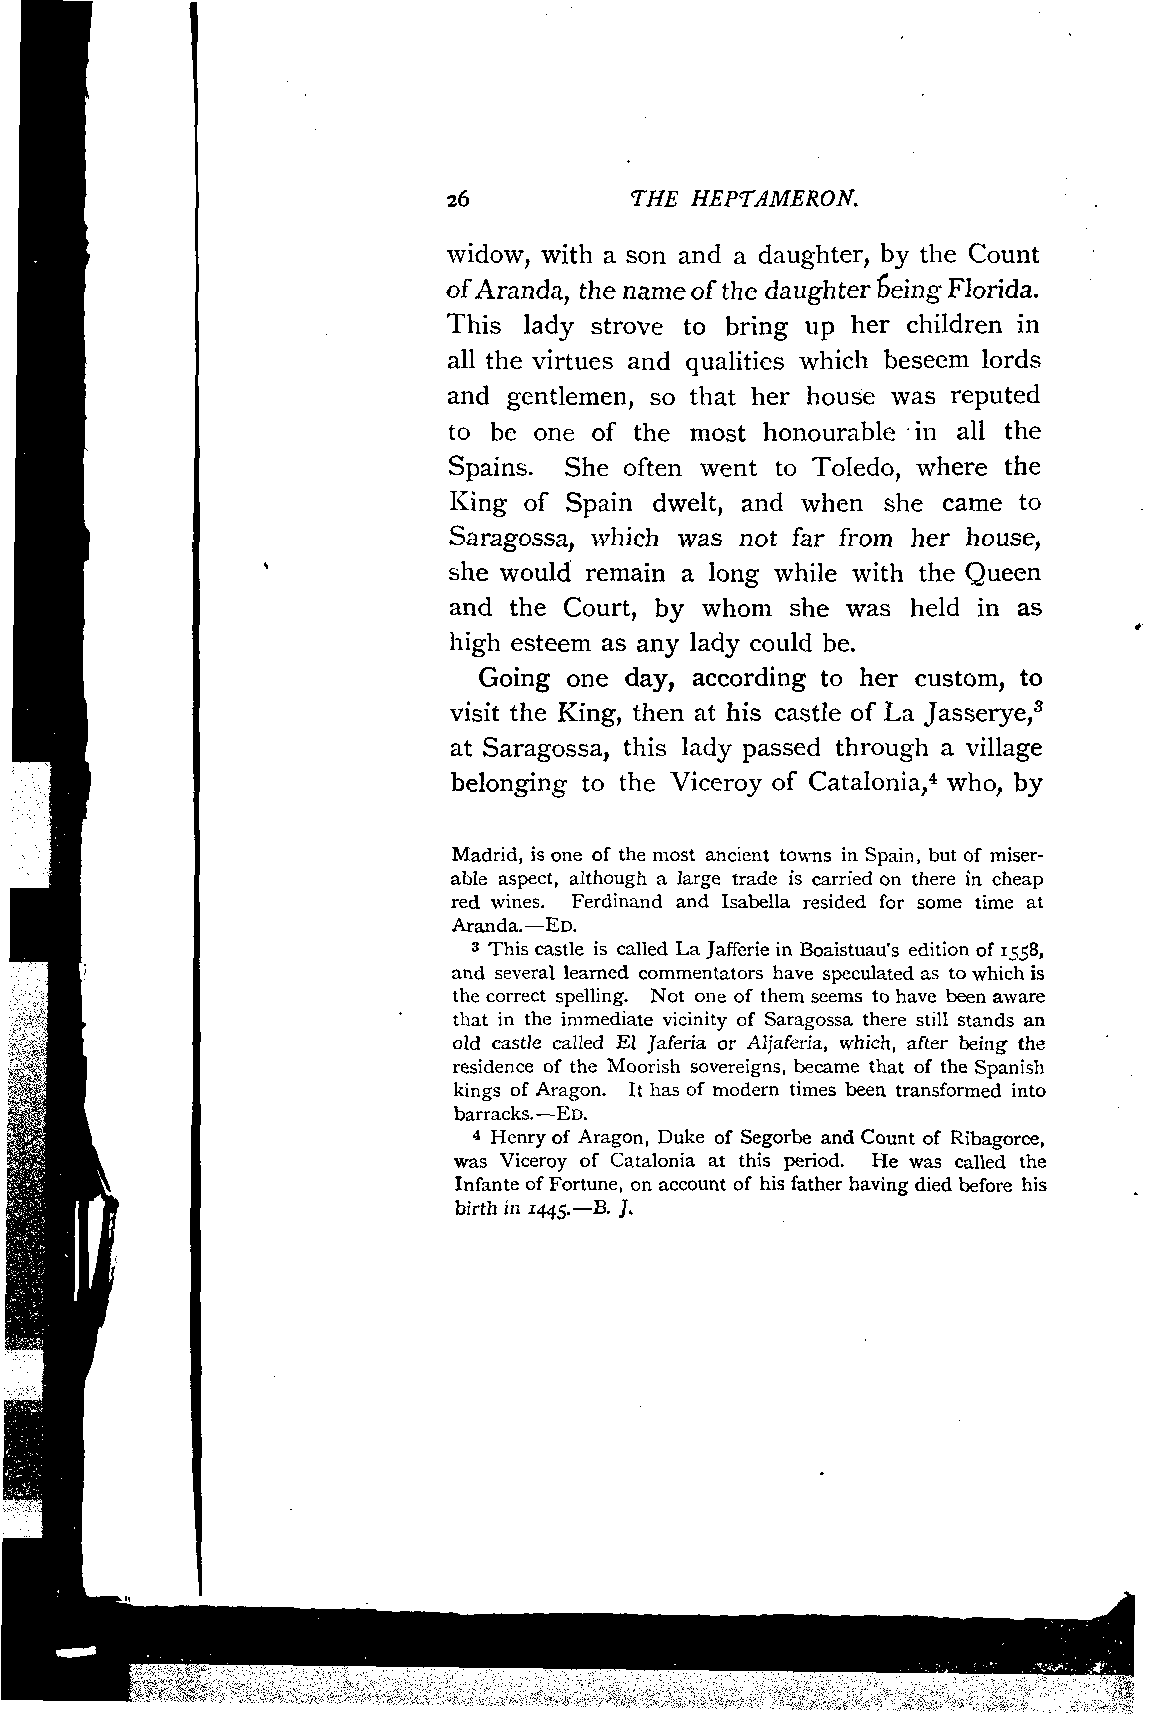 26 THE HEPTAMERON.
widow, with a son and a daughter, by the Count
of Aranda, the name of the daughter being Florida.
This lady strove to bring up her children in
all the virtues and qualities which beseem lords
and gentlemen, so that her house was reputed
to be one of the most honourable in all the
Spains. She often went to Toledo, where the
King of Spain dwelt, and when she came to
Saragossa, which was not far from her house,
she would remain a long while with the Queen
and the Court, by whom she was held in as
high esteem as any lady could be.
Going one day, according to her custom, to
visit the King, then at his castle of La Jasserye,³
at Saragossa, this lady passed through a village
belonging to the Viceroy of Catalonia,⁴ who, by
Madrid, is one of the most ancient towns in Spain, but of miser-
able aspect, although a large trade is carried on there in cheap
red wines. Ferdinand and Isabella resided for some time at
Aranda.—ED.
³ This castle is called La Jafferie in Boaistuau's edition of 1558,
and several learned commentators have speculated as to which is
the correct spelling. Not one of them seems to have been aware
that in the immediate vicinity of Saragossa there still stands an
old castle called El Jaferia or Aljaferia, which, after being the
residence of the Moorish sovereigns, became that of the Spanish
kings of Aragon. It has of modern times been transformed into
barracks.—ED.
⁴ Henry of Aragon, Duke of Segorbe and Count of Ribagorce,
was Viceroy of Catalonia at this period. He was called the
Infante of Fortune, on account of his father having died before his
birth in 1445.—B. J.